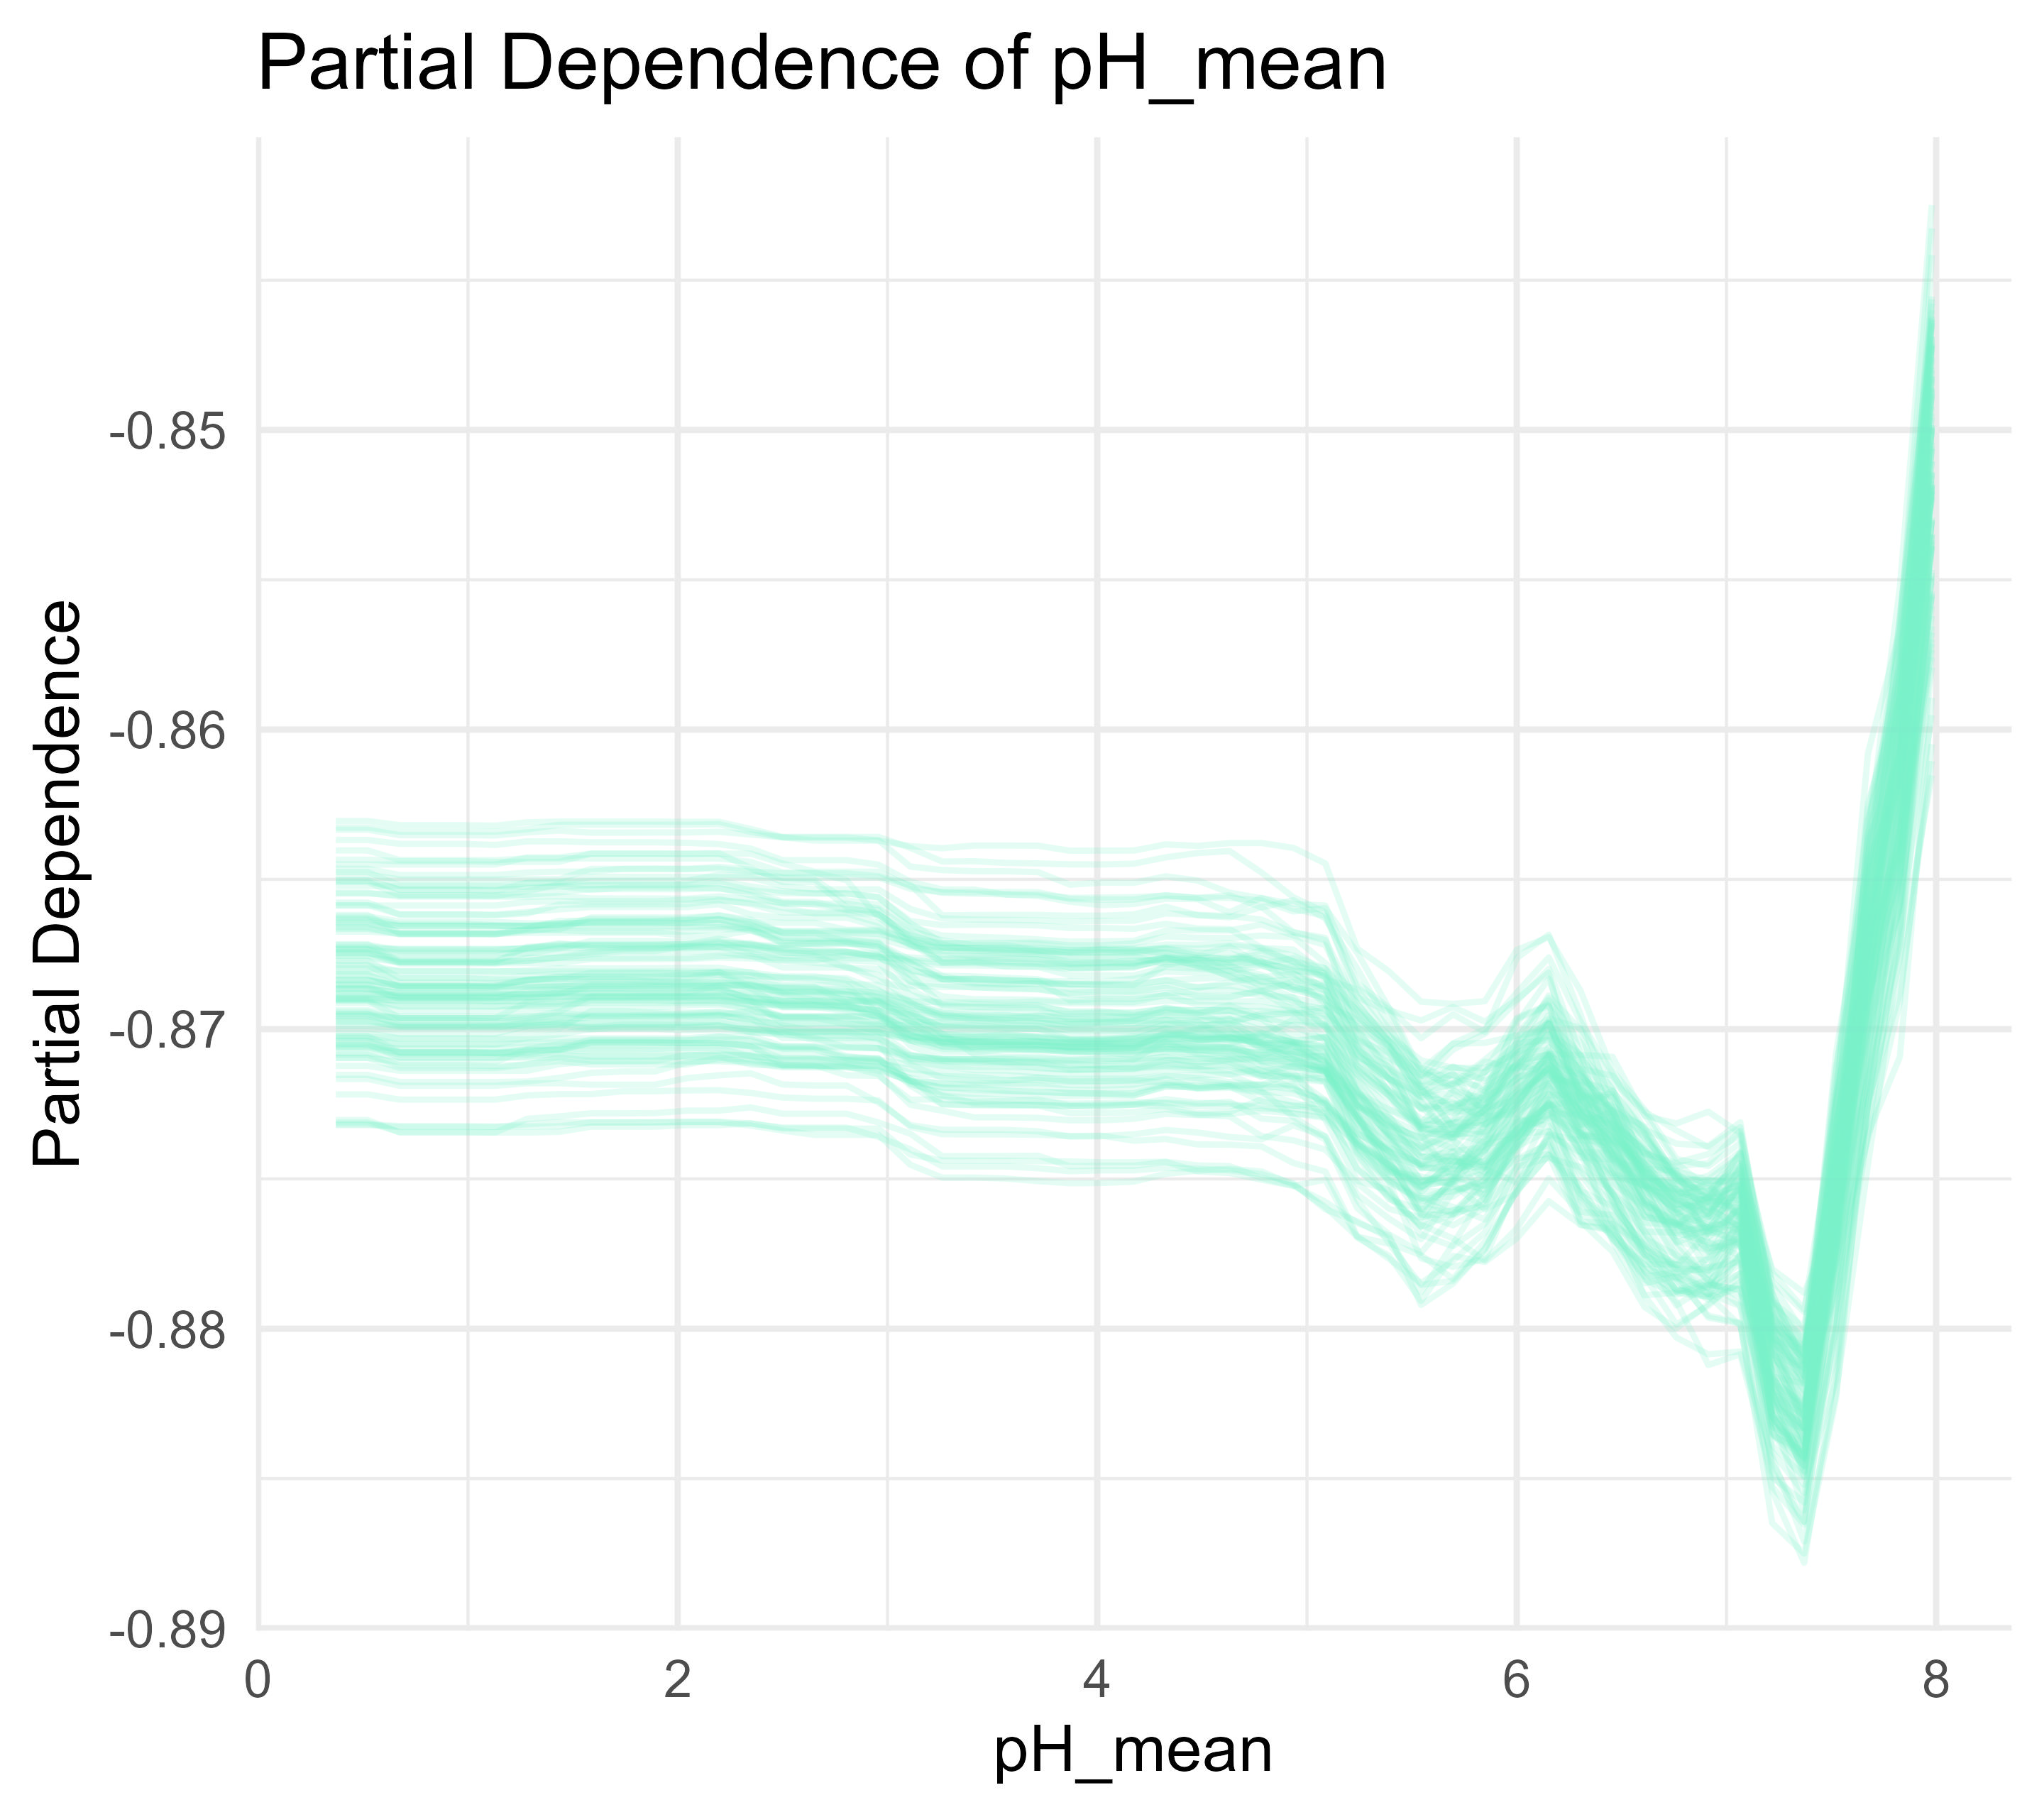 Partial Dependence of pH_mean
Partial Dependence
-0.85
-0.86
-0.87
-0.88
-0.89
0 2 4 6 8
pH_mean